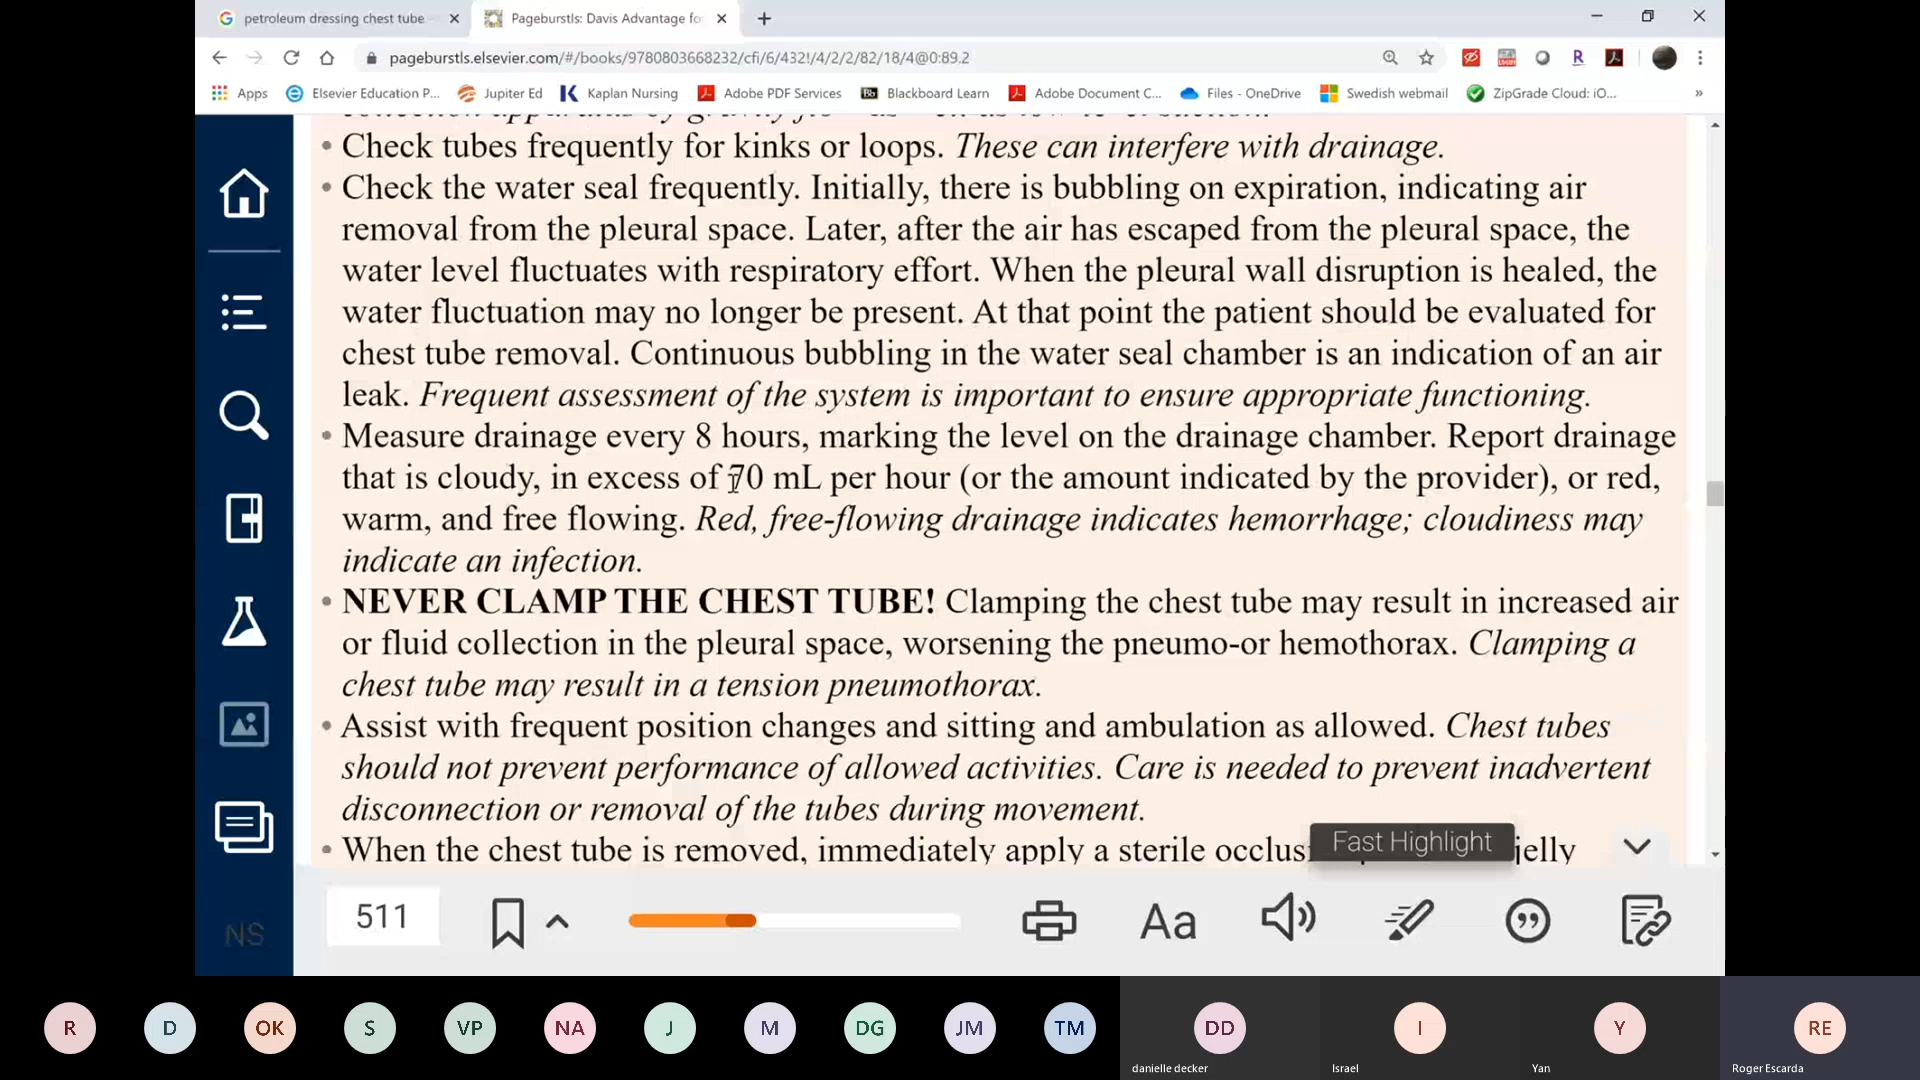 petroleum dressing chest tube
Pageburstls: Davis Advantage fo
pageburstls.elsevier.com/#/books/9780803668232/cfi/6/432!/4/2/2/82/18/4@0:89.2
Apps Elsevier Education P... Jupiter Ed Kaplan Nursing Adobe PDF Services Bb Blackboard Learn Adobe Document C... Files - OneDrive Swedish webmail ZipGrade Cloud: iO... »
• Check tubes frequently for kinks or loops. These can interfere with drainage.
• Check the water seal frequently. Initially, there is bubbling on expiration, indicating air
removal from the pleural space. Later, after the air has escaped from the pleural space, the
water level fluctuates with respiratory effort. When the pleural wall disruption is healed, the
water fluctuation may no longer be present. At that point the patient should be evaluated for
chest tube removal. Continuous bubbling in the water seal chamber is an indication of an air
leak. Frequent assessment of the system is important to ensure appropriate functioning.
• Measure drainage every 8 hours, marking the level on the drainage chamber. Report drainage
that is cloudy, in excess of 70 mL per hour (or the amount indicated by the provider), or red,
warm, and free flowing. Red, free-flowing drainage indicates hemorrhage; cloudiness may
indicate an infection.
• NEVER CLAMP THE CHEST TUBE! Clamping the chest tube may result in increased air
or fluid collection in the pleural space, worsening the pneumo-or hemothorax. Clamping a
chest tube may result in a tension pneumothorax.
• Assist with frequent position changes and sitting and ambulation as allowed. Chest tubes
should not prevent performance of allowed activities. Care is needed to prevent inadvertent
disconnection or removal of the tubes during movement.
• When the chest tube is removed, immediately apply a sterile occlusi jelly
Fast Highlight
511
Aa
NS
R D OK S VP NA J M DG JM TM DD I Y RE
danielle decker Israel Yan Roger Escarda